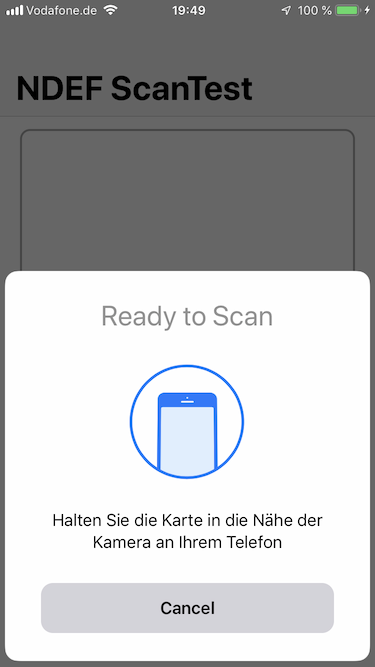 Vodafone.de 19:49 100 %
NDEF ScanTest
Ready to Scan
Halten Sie die Karte in die Nähe der
Kamera an Ihrem Telefon
Cancel